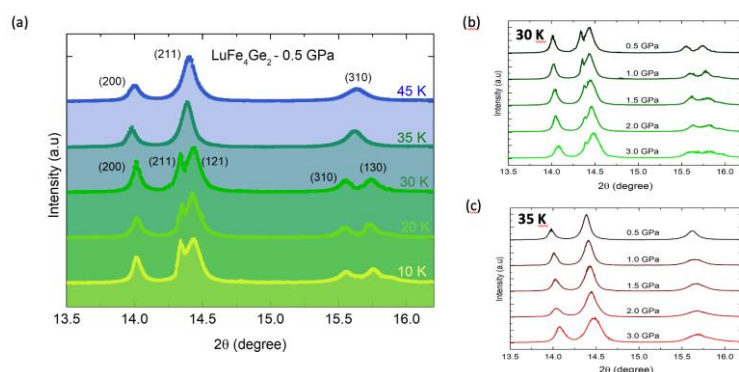 (a)
LuFe4Ge2 – 0.5 GPa
(211)
(200)
(310)
45 K
35 K
(200)
(211)
(121)
(310)
(130)
30 K
20 K
10 K
Intensity (a.u)
13.5 14.0 14.5 15.0 15.5 16.0
2θ (degree)
(b)
30 K
0.5 GPa
1.0 GPa
1.5 GPa
2.0 GPa
3.0 GPa
Intensity (a.u)
13.5 14.0 14.5 15.0 15.5 16.0
2θ (degree)
(c)
35 K
0.5 GPa
1.0 GPa
1.5 GPa
2.0 GPa
3.0 GPa
Intensity (a.u)
13.5 14.0 14.5 15.0 15.5 16.0
2θ (degree)